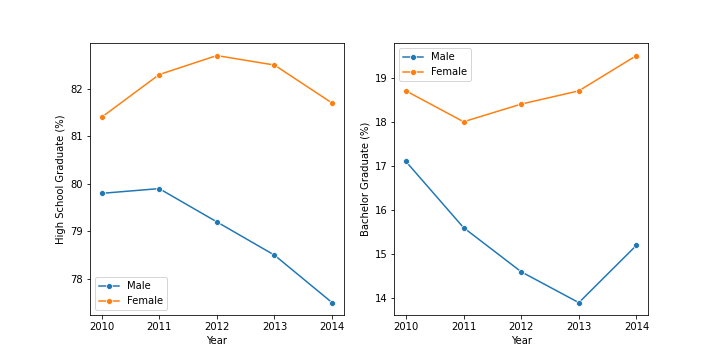 High School Graduate (%)
82
81
80
79
78
Male
Female
2010 2011 2012 2013 2014
Year
Bachelor Graduate (%)
Male
Female
19
18
17
16
15
14
2010 2011 2012 2013 2014
Year